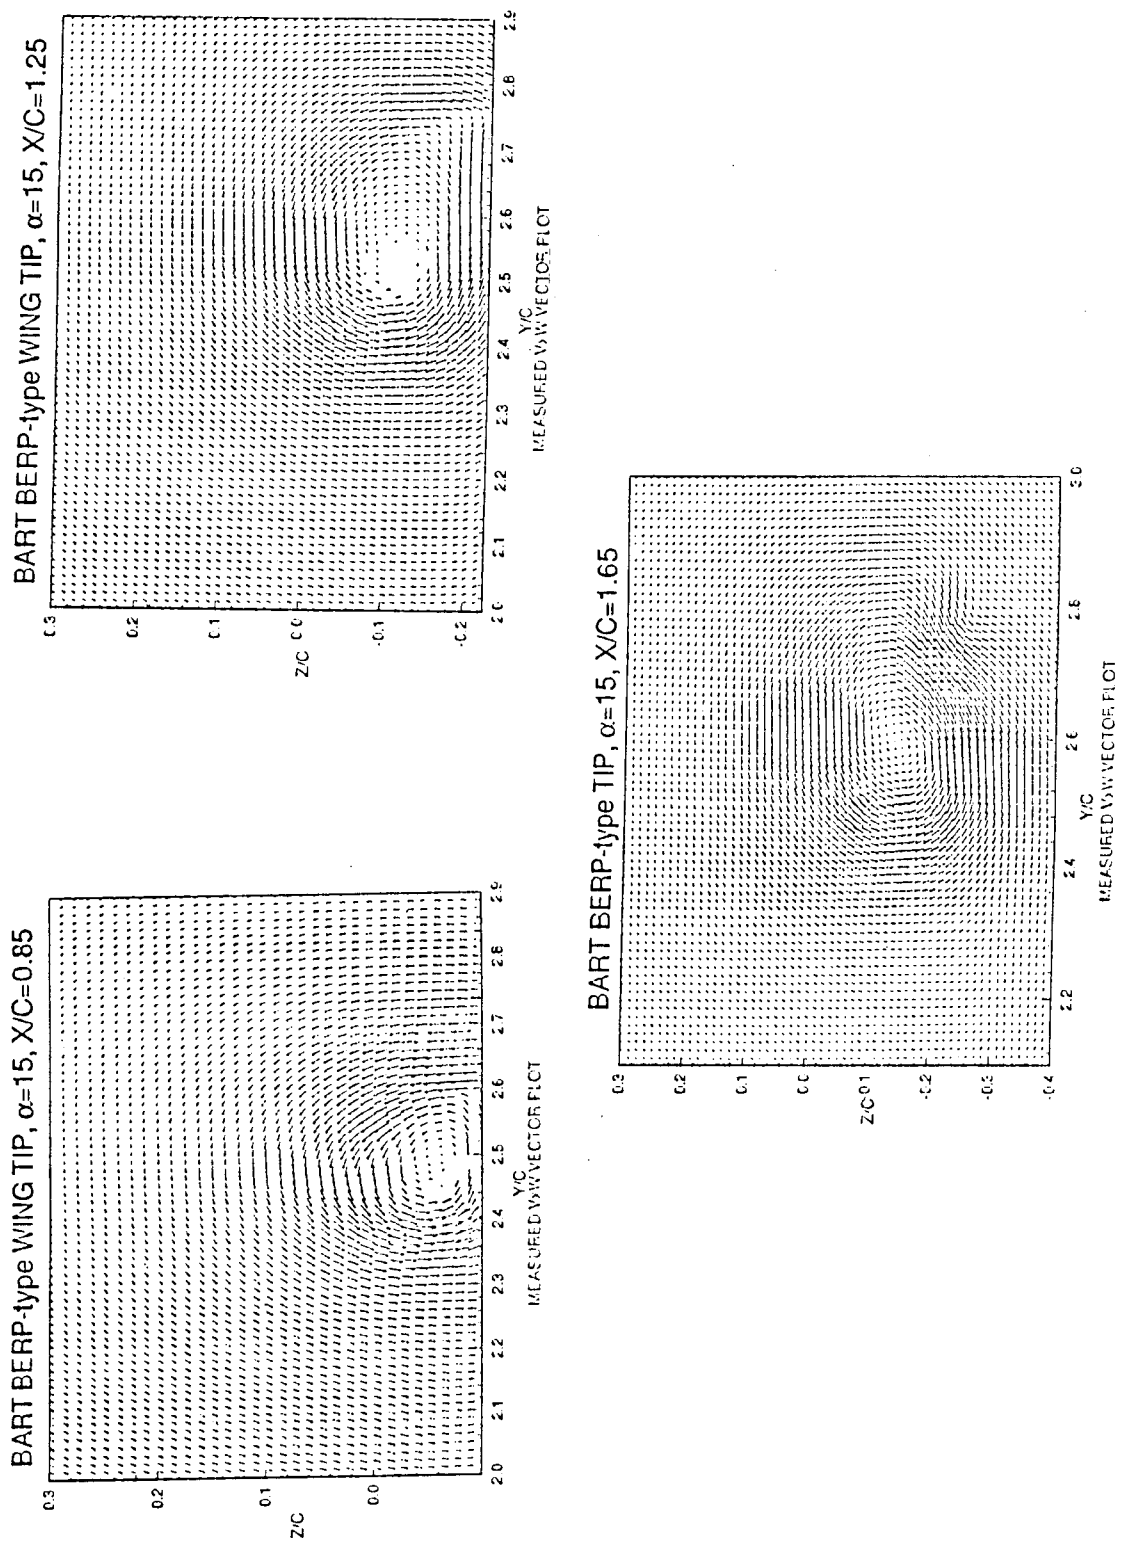 BART BERP-type WING TIP, α=15, X/C=0.85
0.3
0.2
0.1
0.0
Z/C
2.0 2.1 2.2 2.3 2.4 2.5 2.6 2.7 2.8 2.9
Y/C
MEASURED V,W VECTOR PLOT
BART BERP-type WING TIP, α=15, X/C=1.25
0.3
0.2
0.1
0.0
-0.1
-0.2
Z/C
2.0 2.1 2.2 2.3 2.4 2.5 2.6 2.7 2.8 2.9
Y/C
MEASURED V,W VECTOR PLOT
BART BERP-type TIP, α=15, X/C=1.65
0.3
0.2
0.1
0.0
-0.1
-0.2
-0.3
-0.4
Z/C
2.2 2.4 2.6 2.8 3.0
Y/C
MEASURED V,W VECTOR PLOT